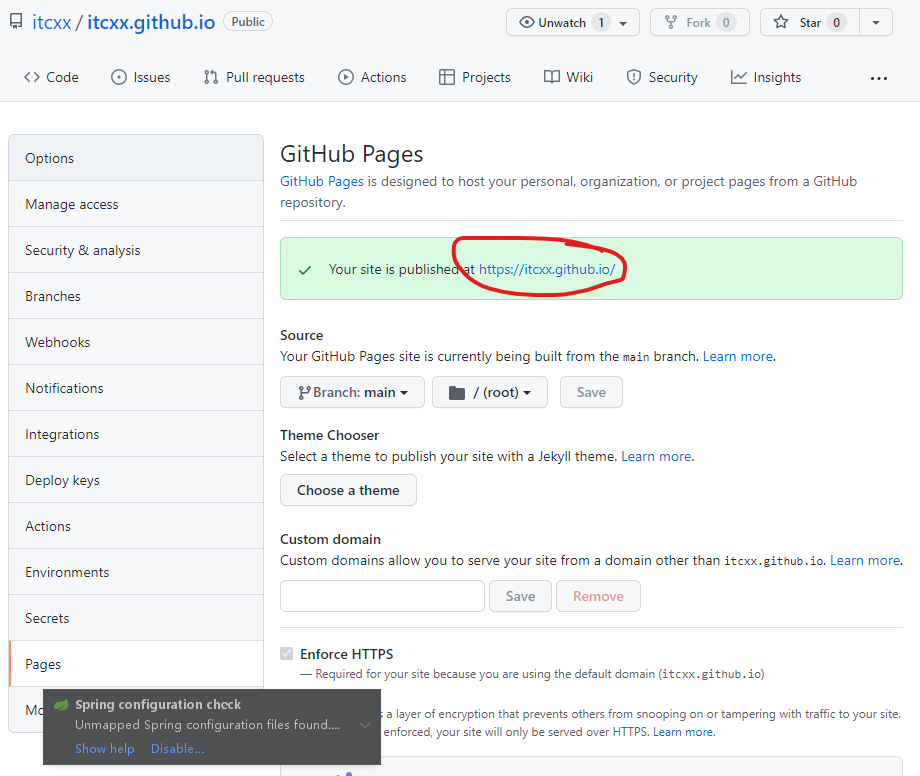 itcxx / itcxx.github.io Public
Unwatch 1
Fork 0
Star 0
Code Issues Pull requests Actions Projects Wiki Security Insights ...
Options
Manage access
Security & analysis
Branches
Webhooks
Notifications
Integrations
Deploy keys
Actions
Environments
Secrets
Pages
GitHub Pages
GitHub Pages is designed to host your personal, organization, or project pages from a GitHub
repository.
Your site is published at https://itcxx.github.io/
Source
Your GitHub Pages site is currently being built from the main branch. Learn more.
Branch: main / (root) Save
Theme Chooser
Select a theme to publish your site with a Jekyll theme. Learn more.
Choose a theme
Custom domain
Custom domains allow you to serve your site from a domain other than itcxx.github.io. Learn more.
Save Remove
Enforce HTTPS
— Required for your site because you are using the default domain (itcxx.github.io)
a layer of encryption that prevents others from snooping on or tampering with traffic to your site.
enforced, your site will only be served over HTTPS. Learn more.
Spring configuration check
Unmapped Spring configuration files found....
Show help Disable...